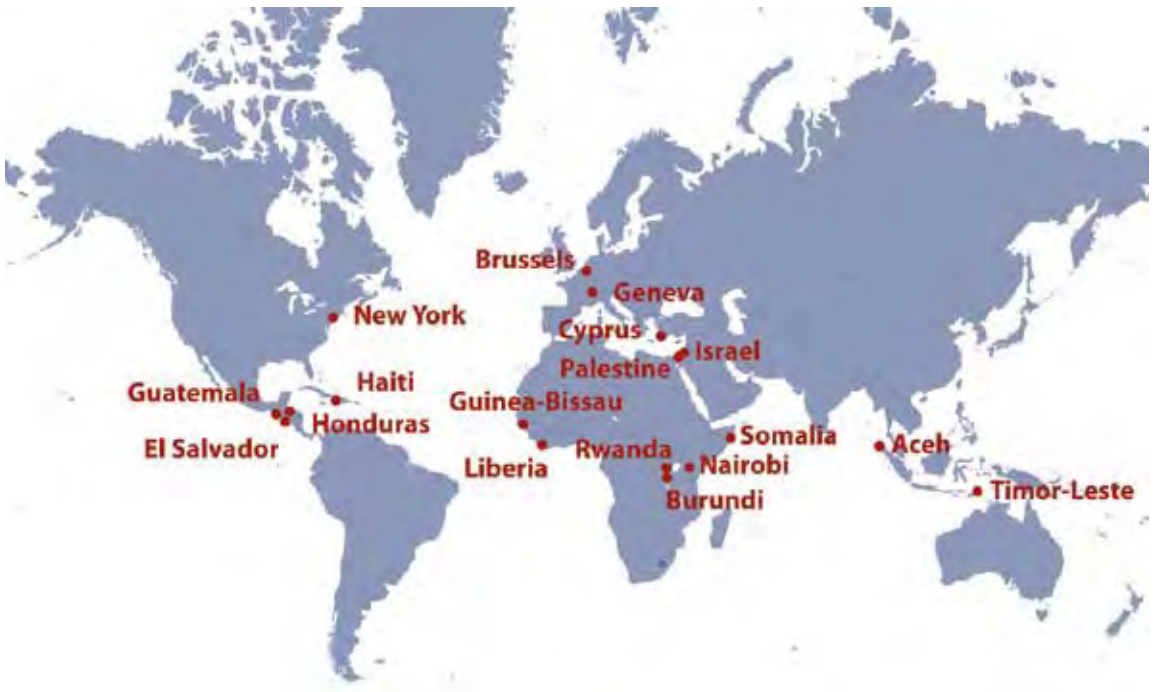 Brussels
Geneva
New York
Cyprus
Israel
Palestine
Guatemala
Haiti
Guinea-Bissau
Honduras
El Salvador
Somalia
Rwanda
Aceh
Liberia
Nairobi
Burundi
Timor-Leste